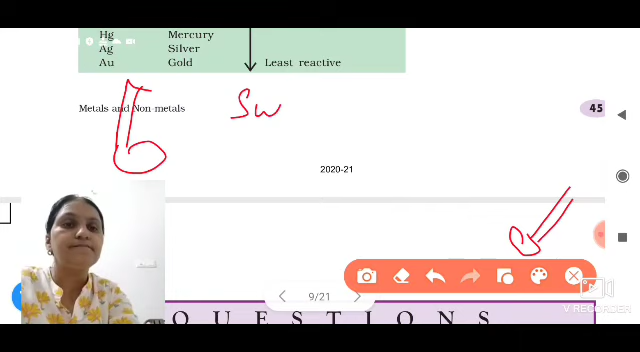 Hg Mercury
Ag Silver
Au Gold Least reactive
Metals and Non-metals
Sw
45
2020-21
9/21
V RECORDER
QUESTIONS